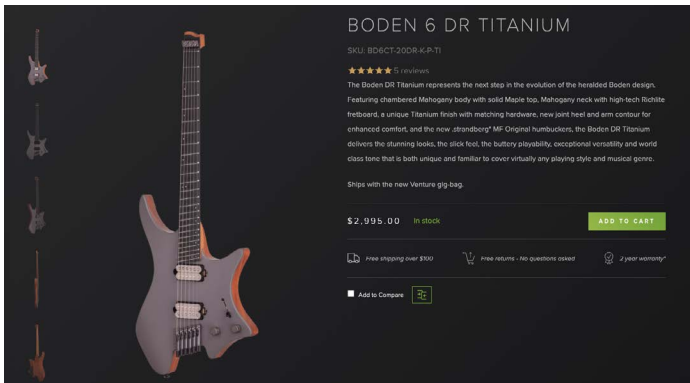 BODEN 6 DR TITANIUM
SKU: BD6CT-20DR-K-P-TI
5 reviews
The Boden DR Titanium represents the next step in the evolution of the heralded Boden design.
Featuring chambered Mahogany body with solid Maple top, Mahogany neck with high-tech Richlite
fretboard, a unique Titanium finish with matching hardware, new joint heel and arm contour for
enhanced comfort, and the new .strandberg* MF Original humbuckers, the Boden DR Titanium
delivers the stunning looks, the slick feel, the buttery playability, exceptional versatility and world
class tone that is both unique and familiar to cover virtually any playing style and musical genre.
Ships with the new Venture gig-bag.
$2,995.00 In stock ADD TO CART
Free shipping over $100 Free returns - No questions asked 2 year warranty*
Add to Compare